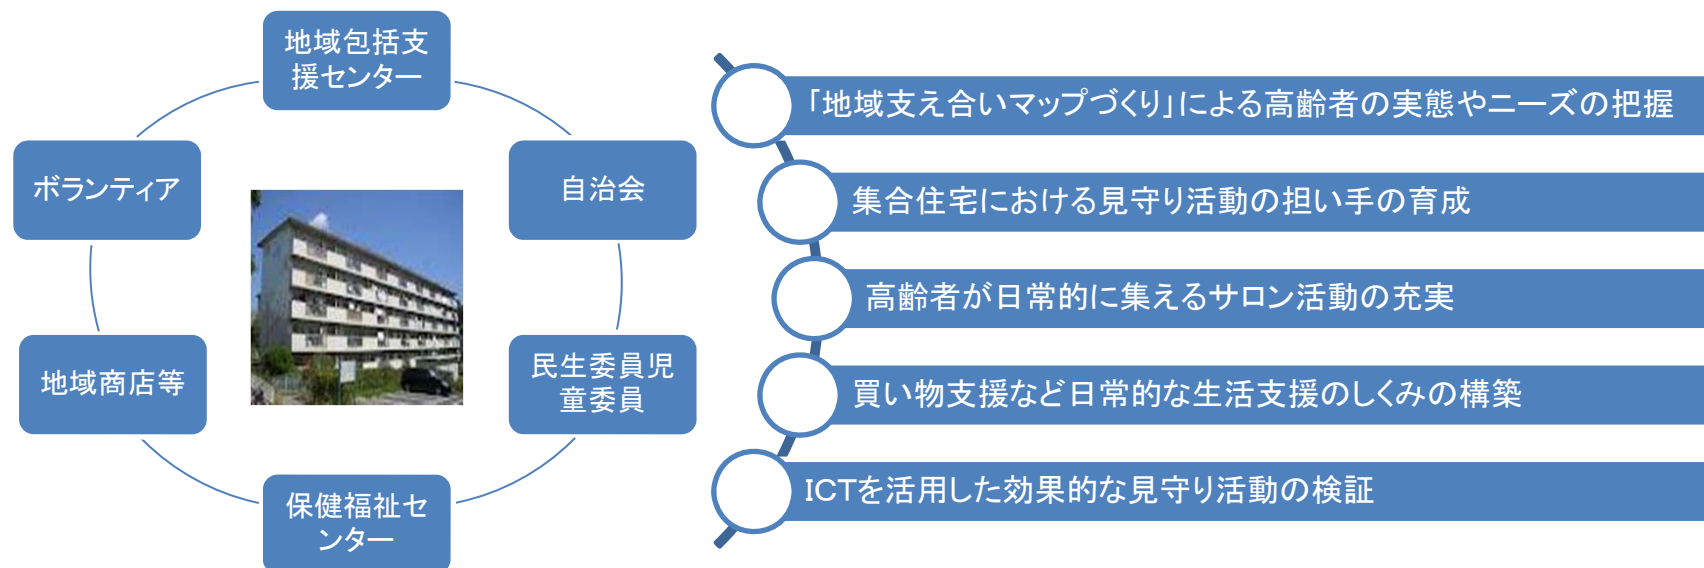 地域包括支
援センター
自治会
民生委員児
童委員
保健福祉セ
ンター
地域商店等
ボランティア
「地域支え合いマップづくり」による高齢者の実態やニーズの把握
集合住宅における見守り活動の担い手の育成
高齢者が日常的に集えるサロン活動の充実
買い物支援など日常的な生活支援のしくみの構築
ICTを活用した効果的な見守り活動の検証